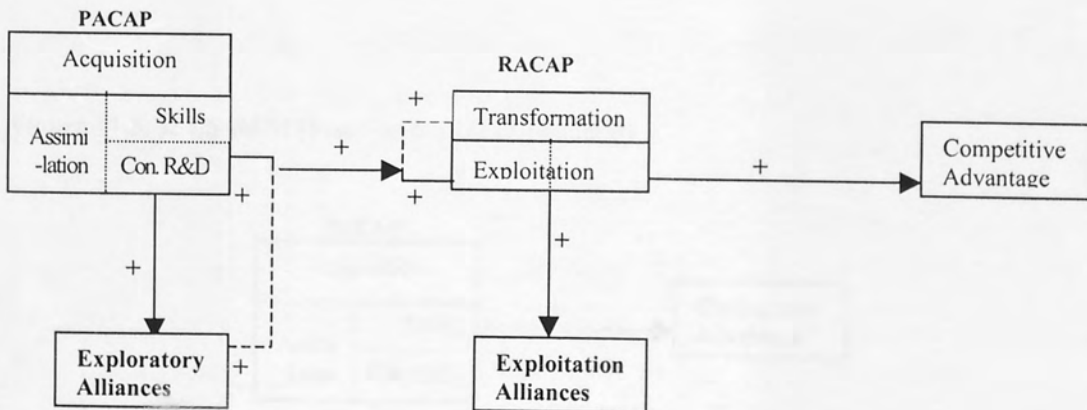 PACAP
Acquisition
Skills
Assimi
-lation
Con. R&D
+
+
+
+
RACAP
+
+
Transformation
Exploitation
+
+
Competitive
Advantage
Exploratory
Alliances
Exploitation
Alliances